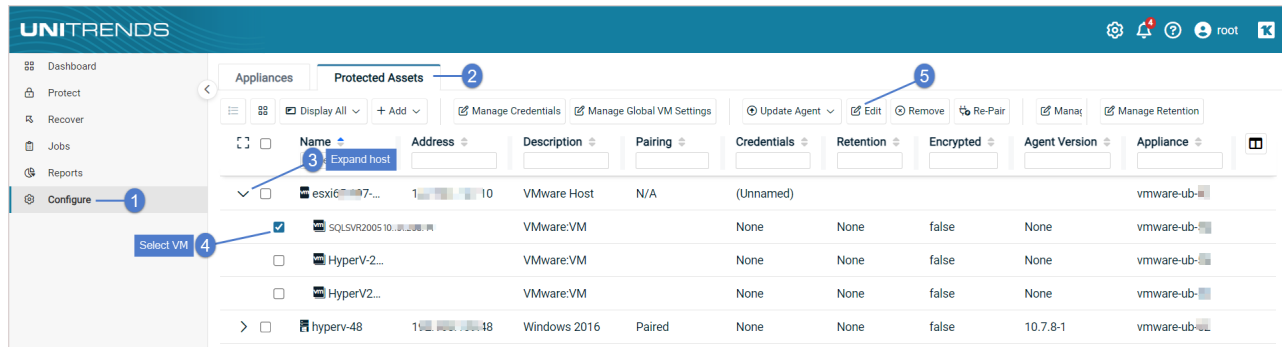 UNITRENDS
4
root
Dashboard
Protect
Recover
Jobs
Reports
Configure
1
Appliances
Protected Assets
2
5
Display All
+ Add
Manage Credentials
Manage Global VM Settings
Update Agent
Edit
Remove
Re-Pair
Manag
Manage Retention
Name
Address
Description
Pairing
Credentials
Retention
Encrypted
Agent Version
Appliance
3 Expand host
VMware Host N/A (Unnamed) vmware-ub-
Select VM 4
SQLSVR2005 VMware:VM None None false None vmware-ub-
HyperV-2... VMware:VM None None false None vmware-ub-
HyperV2... VMware:VM None None false None vmware-ub-
hyperv-48 48 Windows 2016 Paired None None false 10.7.8-1 vmware-ub-